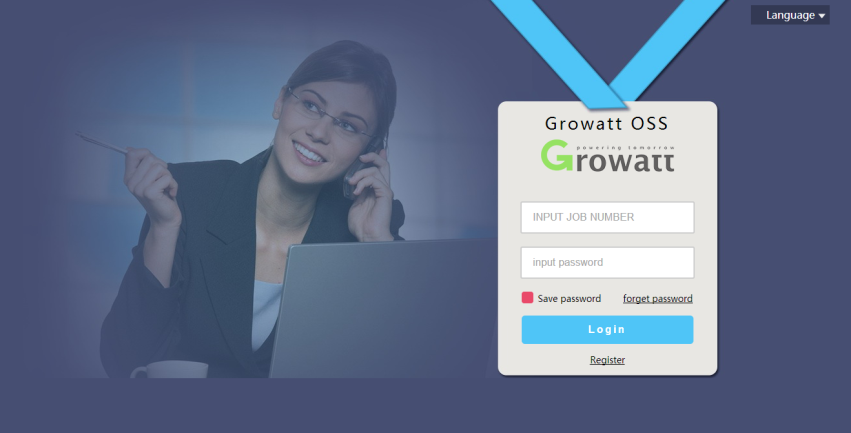 Language
Growatt OSS
powering tomorrow
Growatt
INPUT JOB NUMBER
input password
Save password
forget password
Login
Register